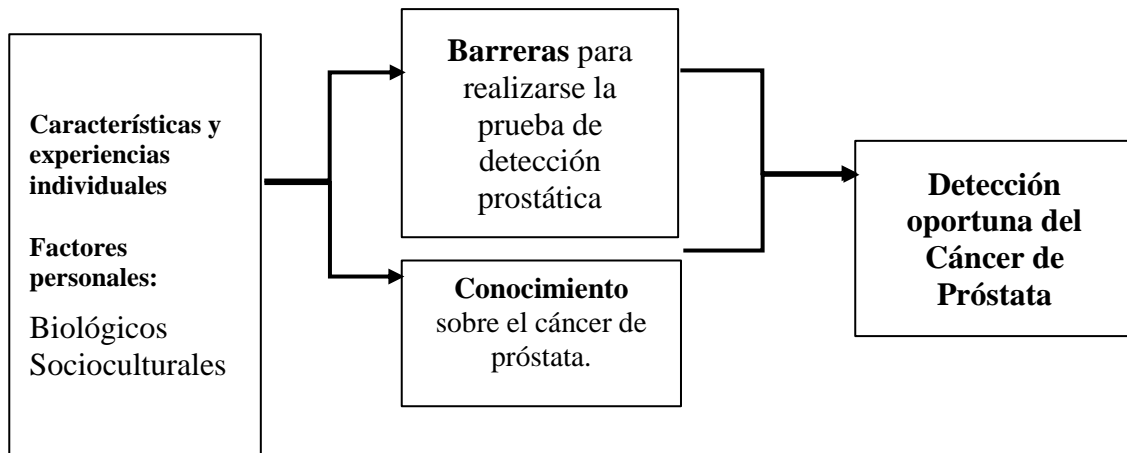 Características y
experiencias
individuales
Factores
personales:
Biológicos
Socioculturales
Barreras para
realizarse la
prueba de
detección
prostática
Conocimiento
sobre el cáncer de
próstata.
Detección
oportuna del
Cáncer de
Próstata